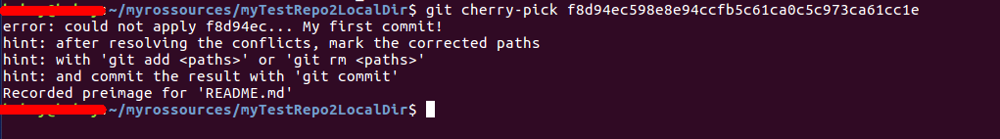 :~/myrossources/myTestRepo2LocalDir$ git cherry-pick f8d94ec598e8e94ccfb5c61ca0c5c973ca61cc1e
error: could not apply f8d94ec... My first commit!
hint: after resolving the conflicts, mark the corrected paths
hint: with 'git add <paths>' or 'git rm <paths>'
hint: and commit the result with 'git commit'
Recorded preimage for 'README.md'
:~/myrossources/myTestRepo2LocalDir$